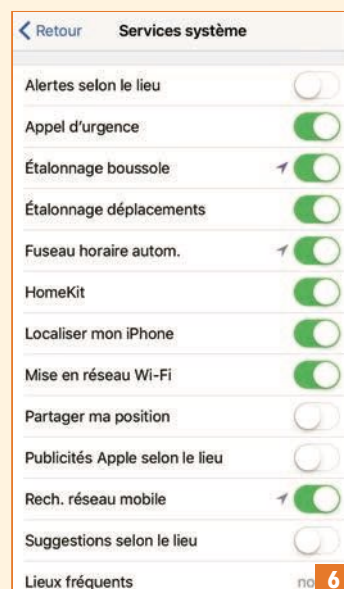 Retour Services système
Alertes selon le lieu
Appel d'urgence
Étalonnage boussole
Étalonnage déplacements
Fuseau horaire autom.
HomeKit
Localiser mon iPhone
Mise en réseau Wi-Fi
Partager ma position
Publicités Apple selon le lieu
Rech. réseau mobile
Suggestions selon le lieu
Lieux fréquents
6